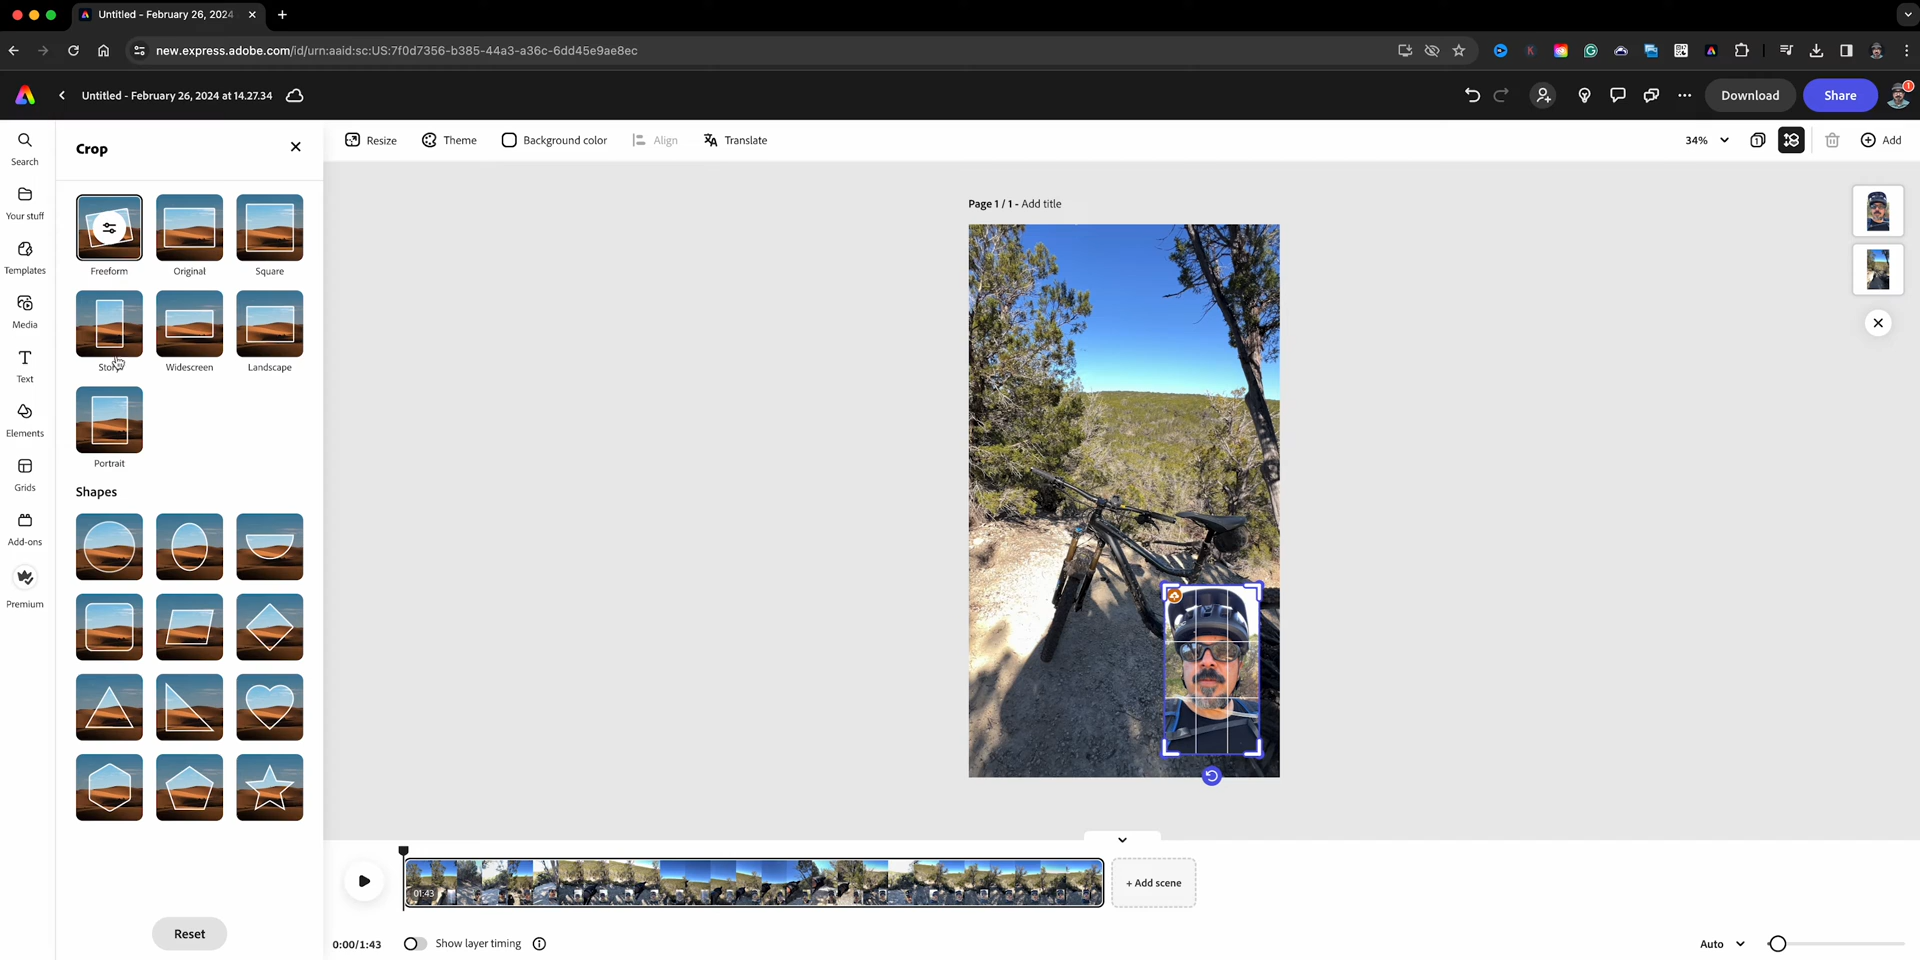 Untitled - February 26, 2024
new.express.adobe.com/id/urn:aaid:sc:US:7f0d7356-b385-44a3-a36c-6dd45e9ae8ec
Untitled - February 26, 2024 at 14.27.34
Download
Share
1
Search
Your stuff
Templates
Media
Text
Elements
Grids
Add-ons
Premium
Crop
Freeform
Original
Square
Story
Widescreen
Landscape
Portrait
Shapes
Reset
Resize
Theme
Background color
Align
Translate
34%
1
Add
Page 1 / 1 - Add title
01:43
+ Add scene
0:00/1:43
Show layer timing
Auto